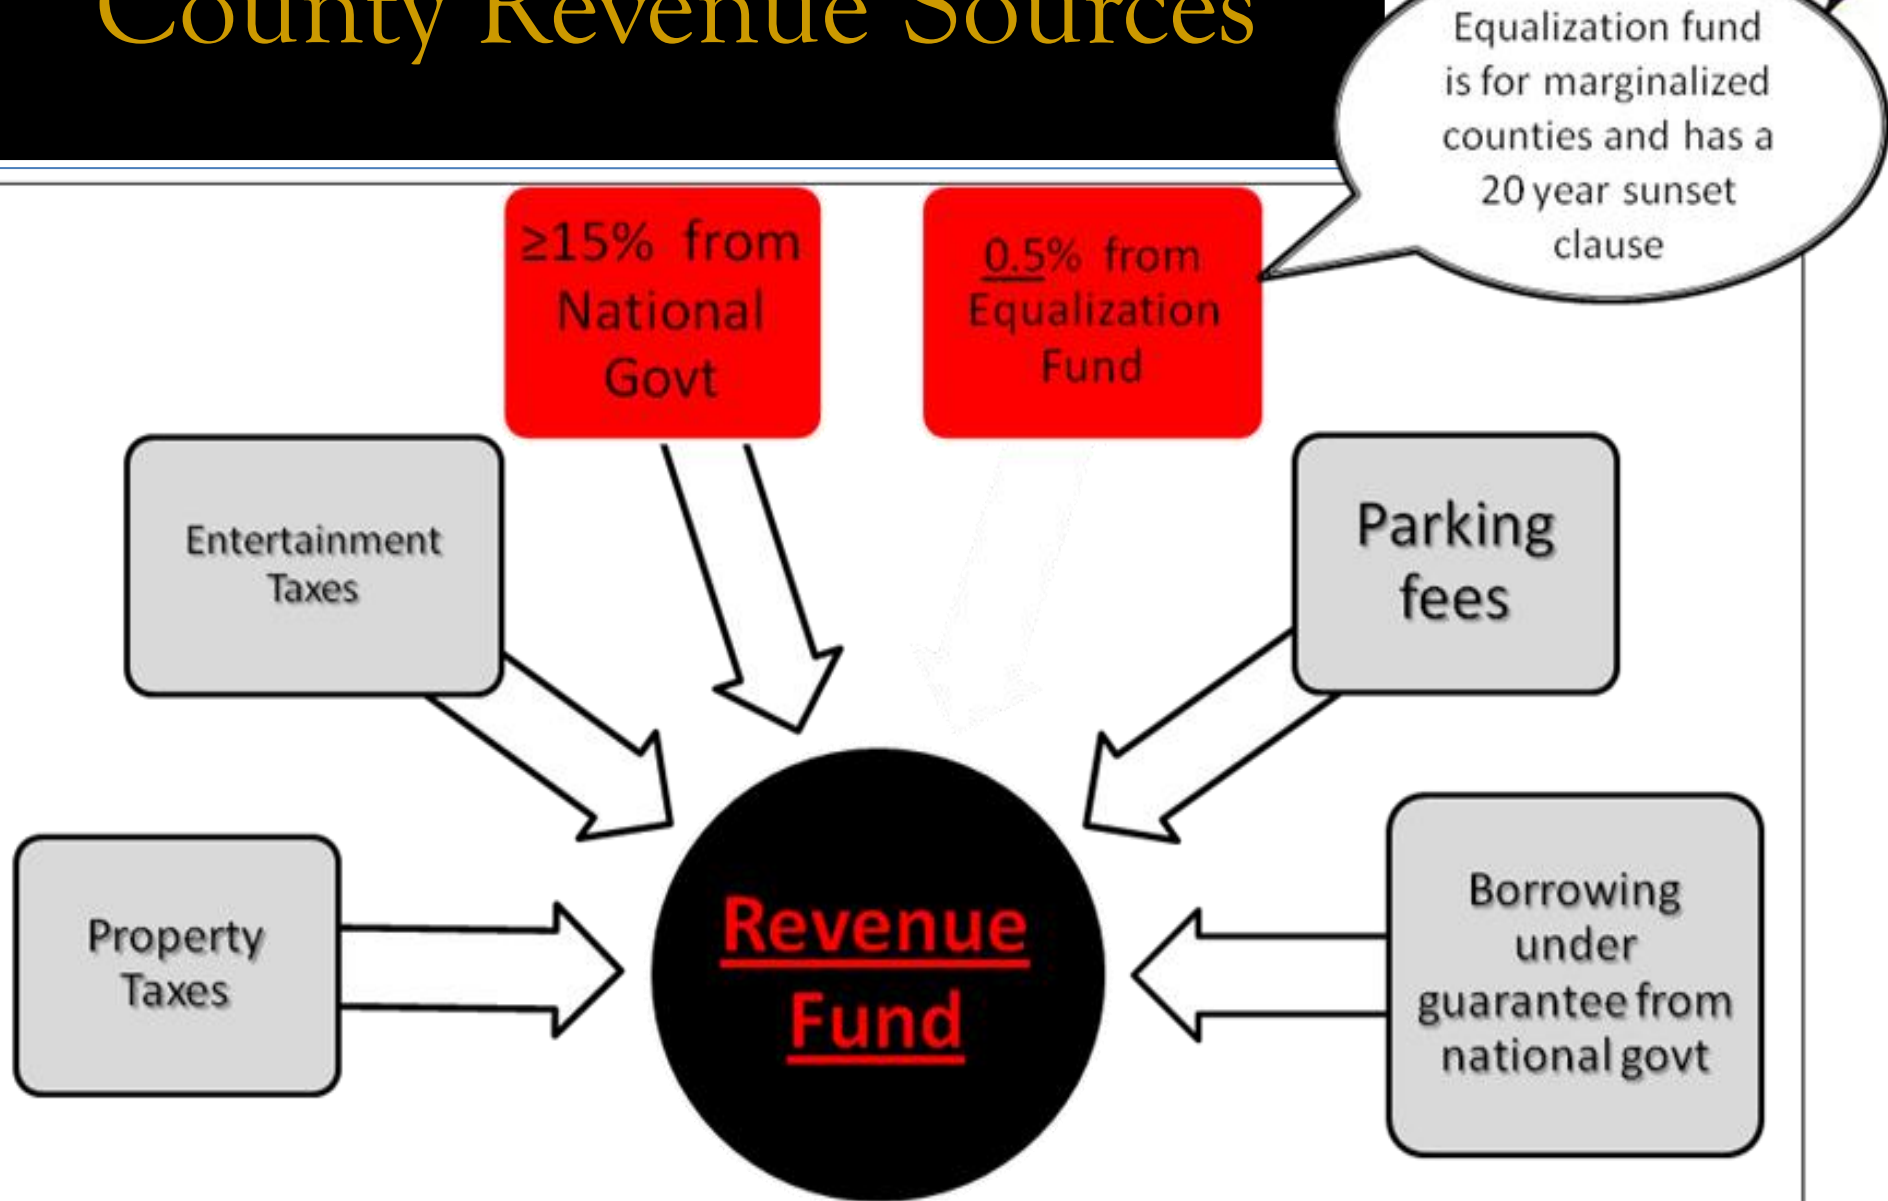 County Revenue Sources
Equalization fund
is for marginalized
counties and has a
20 year sunset
clause
≥15% from
National
Govt
0.5% from
Equalization
Fund
Entertainment
Taxes
Parking
fees
Property
Taxes
Revenue
Fund
Borrowing
under
guarantee from
national govt